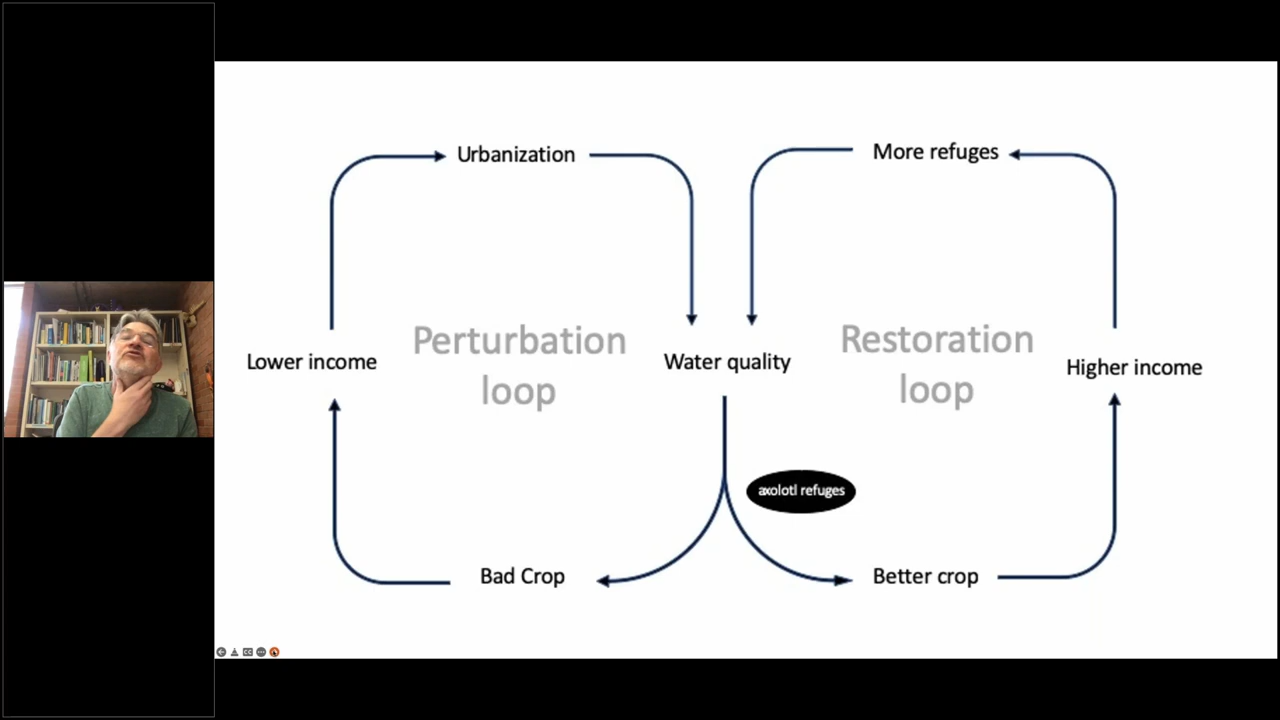 Urbanization
More refuges
Perturbation
loop
Restoration
loop
Lower income
Water quality
Higher income
axolotl refuges
Bad Crop
Better crop